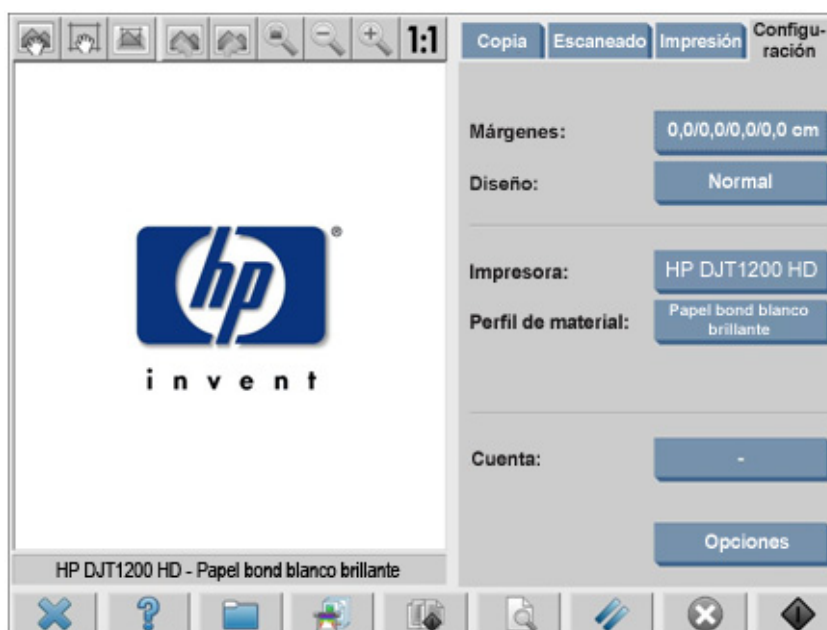 1:1
Copia
Escaneado
Impresión
Configu-
ración
Márgenes:
0,0/0,0/0,0/0,0 cm
Diseño:
Normal
hp
®
invent
Impresora:
HP DJT1200 HD
Perfil de material:
Papel bond blanco
brillante
Cuenta:
-
Opciones
HP DJT1200 HD - Papel bond blanco brillante
?